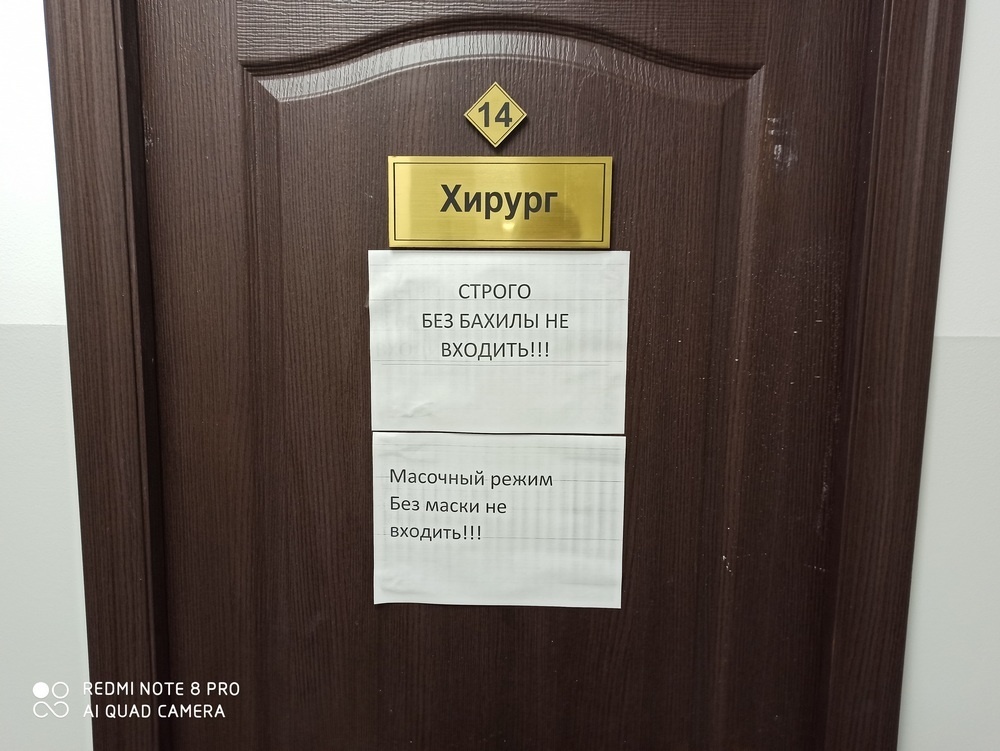 14
Хирург
СТРОГО
БЕЗ БАХИЛЫ НЕ
ВХОДИТЬ!!!
Масочный режим
Без маски не
входить!!!
REDMI NOTE 8 PRO
AI QUAD CAMERA